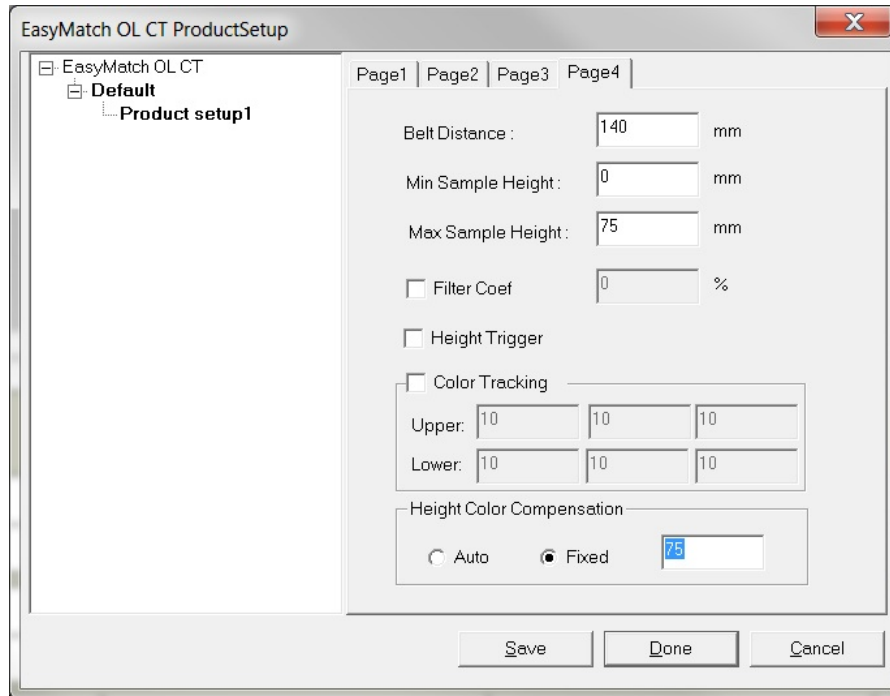 EasyMatch OL CT ProductSetup
EasyMatch OL CT
Default
Product setup1
Page1 Page2 Page3 Page4
Belt Distance : 140 mm
Min Sample Height : 0 mm
Max Sample Height : 75 mm
Filter Coef 0 %
Height Trigger
Color Tracking
Upper: 10 10 10
Lower: 10 10 10
Height Color Compensation
Auto Fixed 75
Save Done Cancel